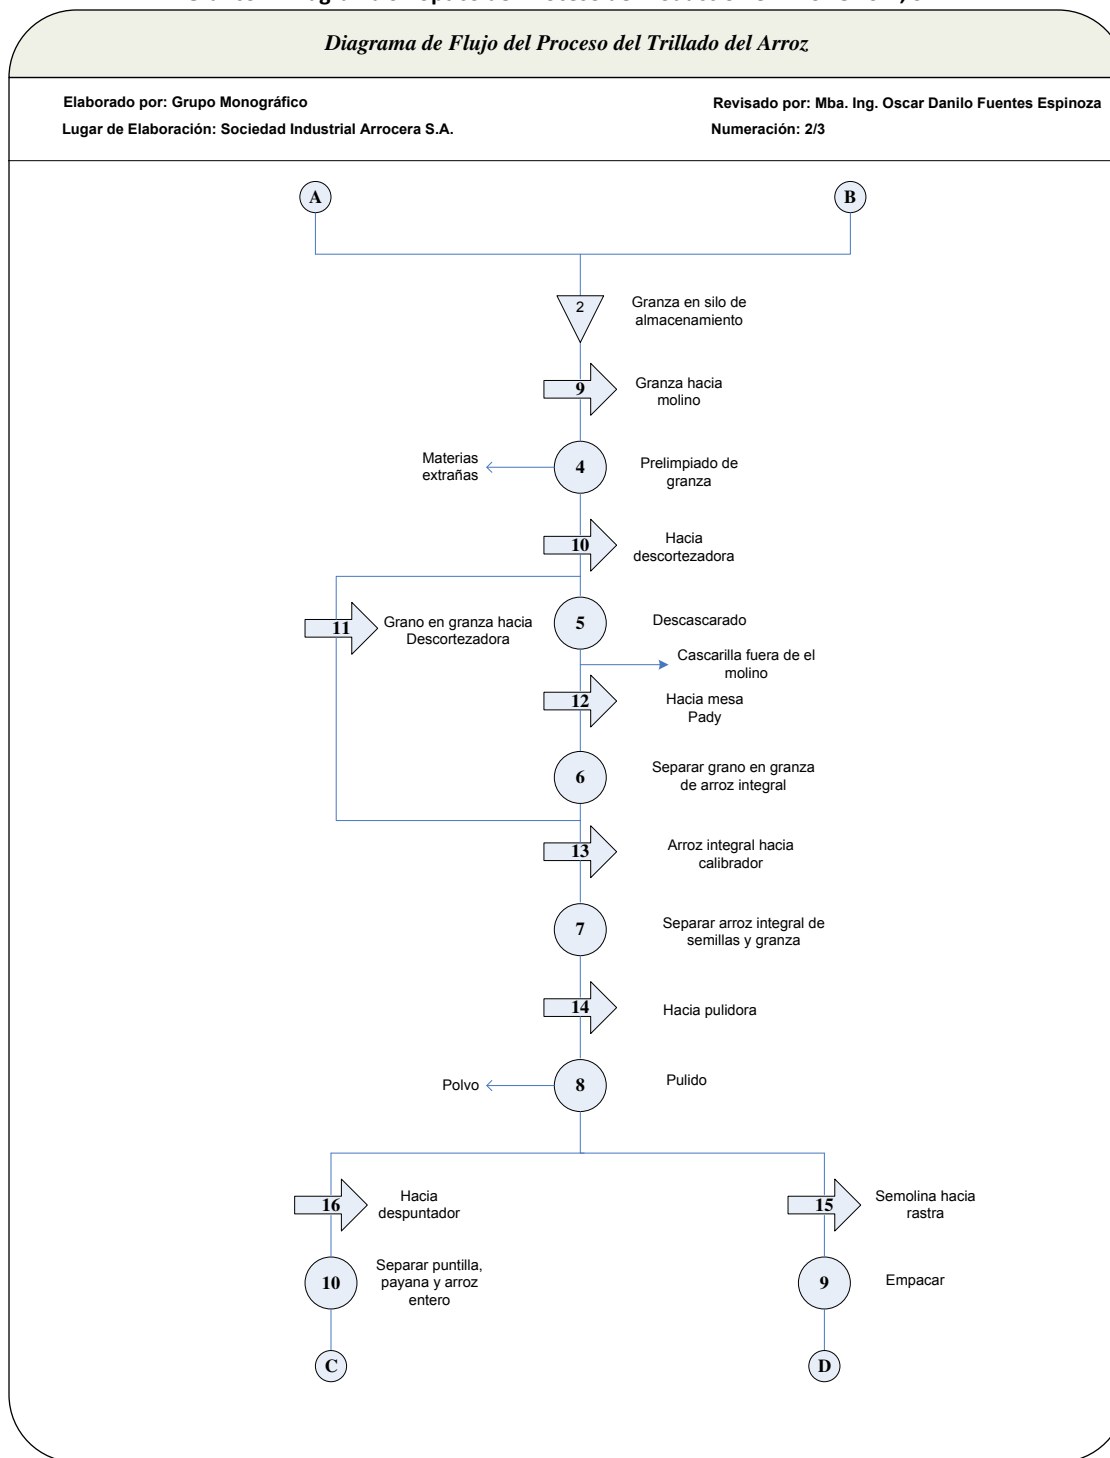 Diagrama de Flujo del Proceso del Trillado del Arroz
Elaborado por: Grupo Monográfico
Revisado por: Mba. Ing. Oscar Danilo Fuentes Espinoza
Lugar de Elaboración: Sociedad Industrial Arrocera S.A.
Numeración: 2/3
A
B
2
Granza en silo de
almacenamiento
9
Granza hacia
molino
Materias
extrañas
4
Prelimpiado de
granza
10
Hacia
descortezadora
11
Grano en granza hacia
Descortezadora
5
Descascarado
Cascarilla fuera de el
molino
12
Hacia mesa
Pady
6
Separar grano en granza
de arroz integral
13
Arroz integral hacia
calibrador
7
Separar arroz integral de
semillas y granza
14
Hacia pulidora
Polvo
8
Pulido
16
Hacia
despuntador
15
Semolina hacia
rastra
10
Separar puntilla,
payana y arroz
entero
9
Empacar
C
D